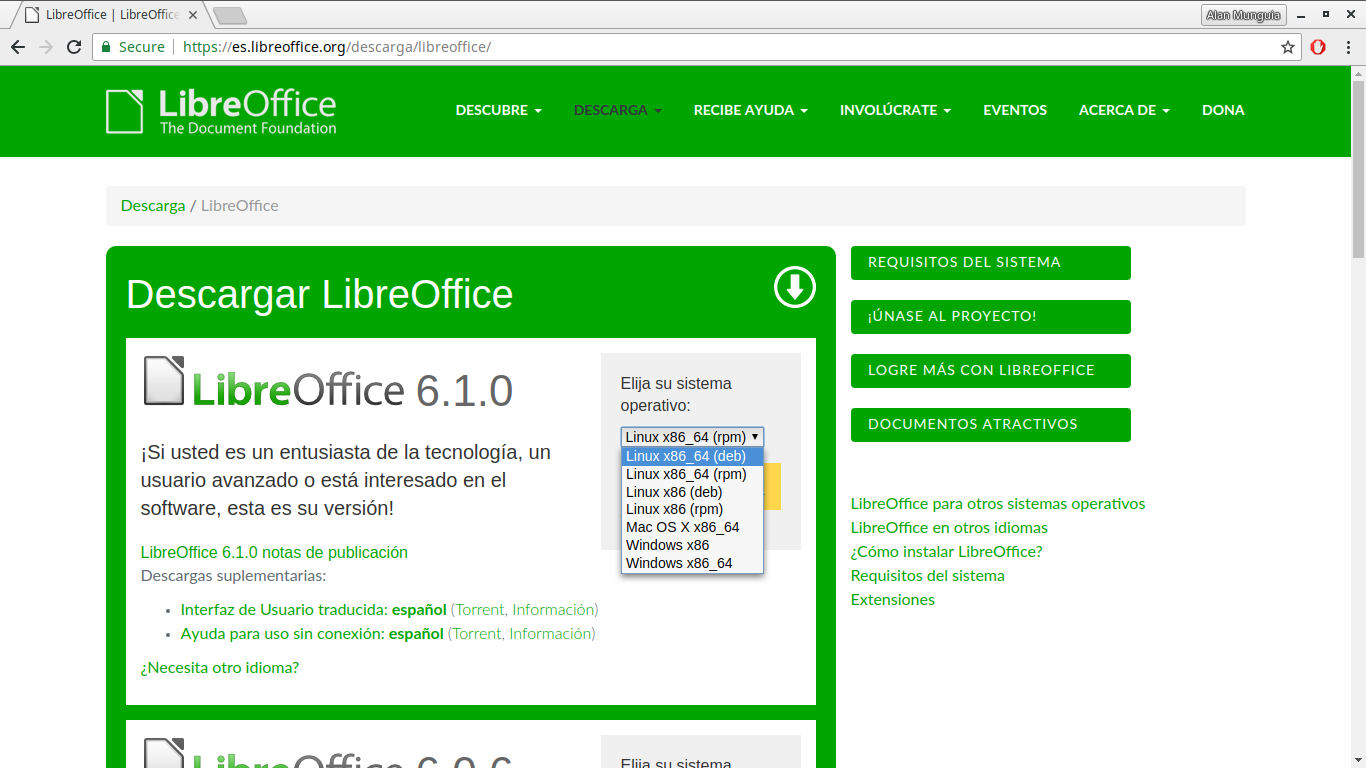 LibreOffice | LibreOffice
Alan Munguia
Secure
https://es.libreoffice.org/descarga/libreoffice/
LibreOffice
The Document Foundation
DESCUBRE
DESCARGA
RECIBE AYUDA
INVOLÚCRATE
EVENTOS
ACERCA DE
DONA
Descarga / LibreOffice
Descargar LibreOffice
LibreOffice 6.1.0
¡Si usted es un entusiasta de la tecnología, un
usuario avanzado o está interesado en el
software, esta es su versión!
LibreOffice 6.1.0 notas de publicación
Descargas suplementarias:
• Interfaz de Usuario traducida: español (Torrent, Información)
• Ayuda para uso sin conexión: español (Torrent, Información)
¿Necesita otro idioma?
Elija su sistema
operativo:
Linux x86_64 (rpm)
Linux x86_64 (deb)
Linux x86_64 (rpm)
Linux x86 (deb)
Linux x86 (rpm)
Mac OS X x86_64
Windows x86
Windows x86_64
LibreOffice 6.0.6
Elija su sistema
REQUISITOS DEL SISTEMA
¡ÚNASE AL PROYECTO!
LOGRE MÁS CON LIBREOFFICE
DOCUMENTOS ATRACTIVOS
LibreOffice para otros sistemas operativos
LibreOffice en otros idiomas
¿Cómo instalar LibreOffice?
Requisitos del sistema
Extensiones